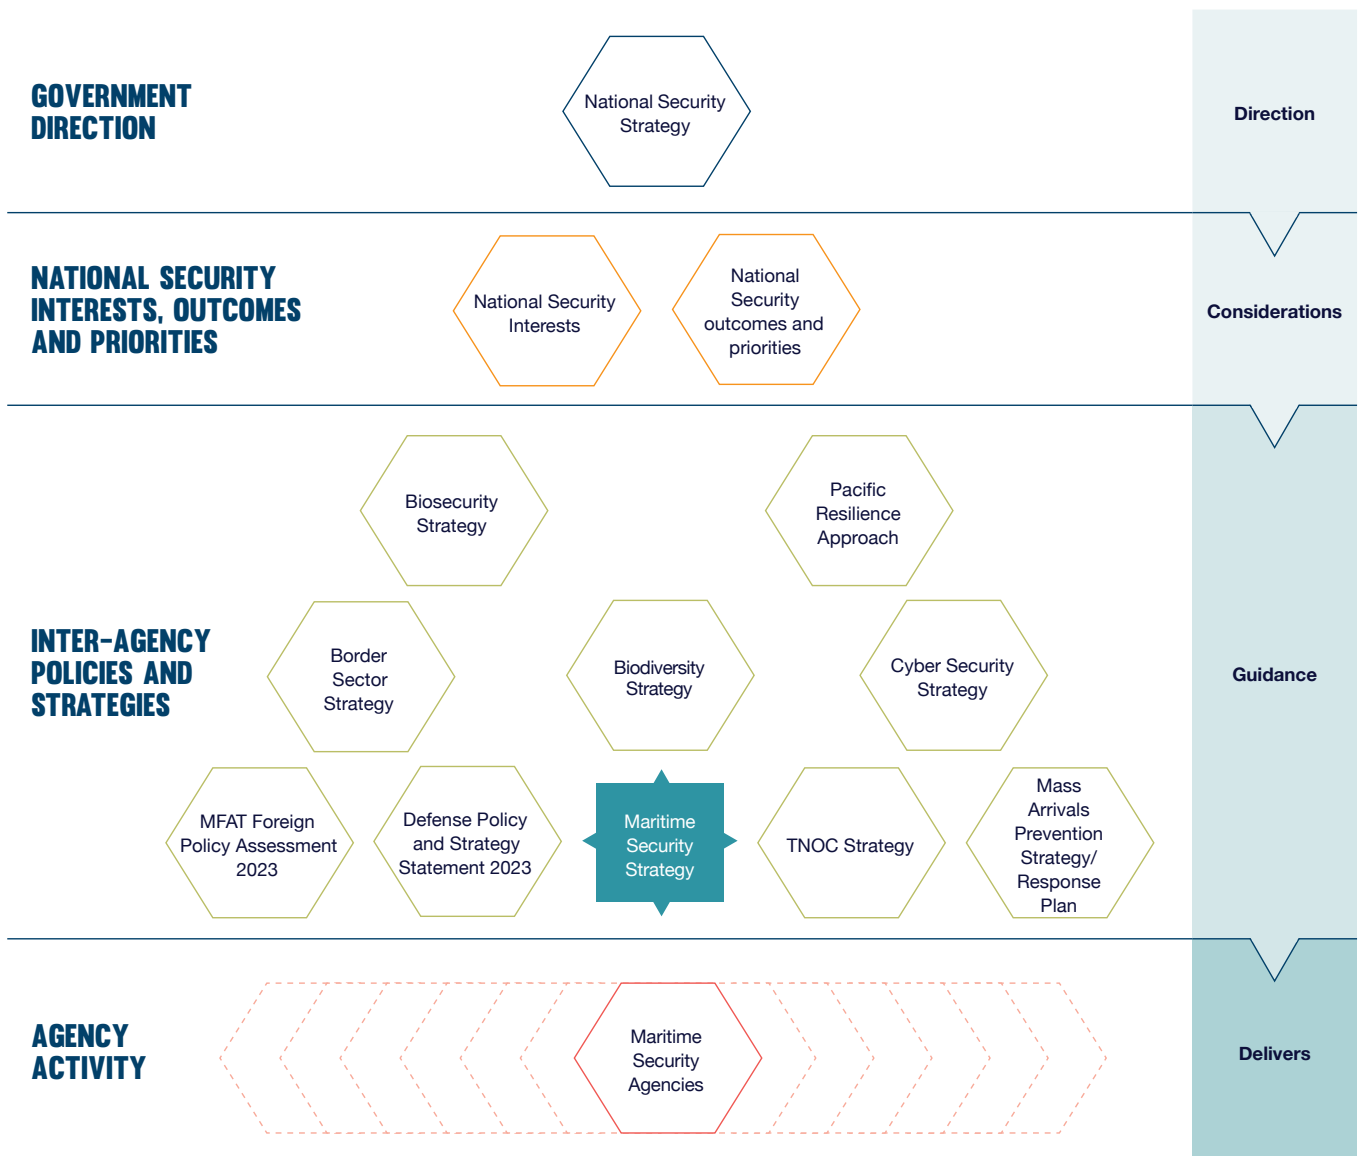 GOVERNMENT
DIRECTION
National Security
Strategy
Direction
NATIONAL SECURITY
INTERESTS, OUTCOMES
AND PRIORITIES
National Security
Interests
National
Security
outcomes and
priorities
Considerations
INTER-AGENCY
POLICIES AND
STRATEGIES
Biosecurity
Strategy
Pacific
Resilience
Approach
Border
Sector
Strategy
Biodiversity
Strategy
Cyber Security
Strategy
MFAT Foreign
Policy Assessment
2023
Defense Policy
and Strategy
Statement 2023
Maritime
Security
Strategy
TNOC Strategy
Mass
Arrivals
Prevention
Strategy/
Response
Plan
Guidance
AGENCY
ACTIVITY
Maritime
Security
Agencies
Delivers